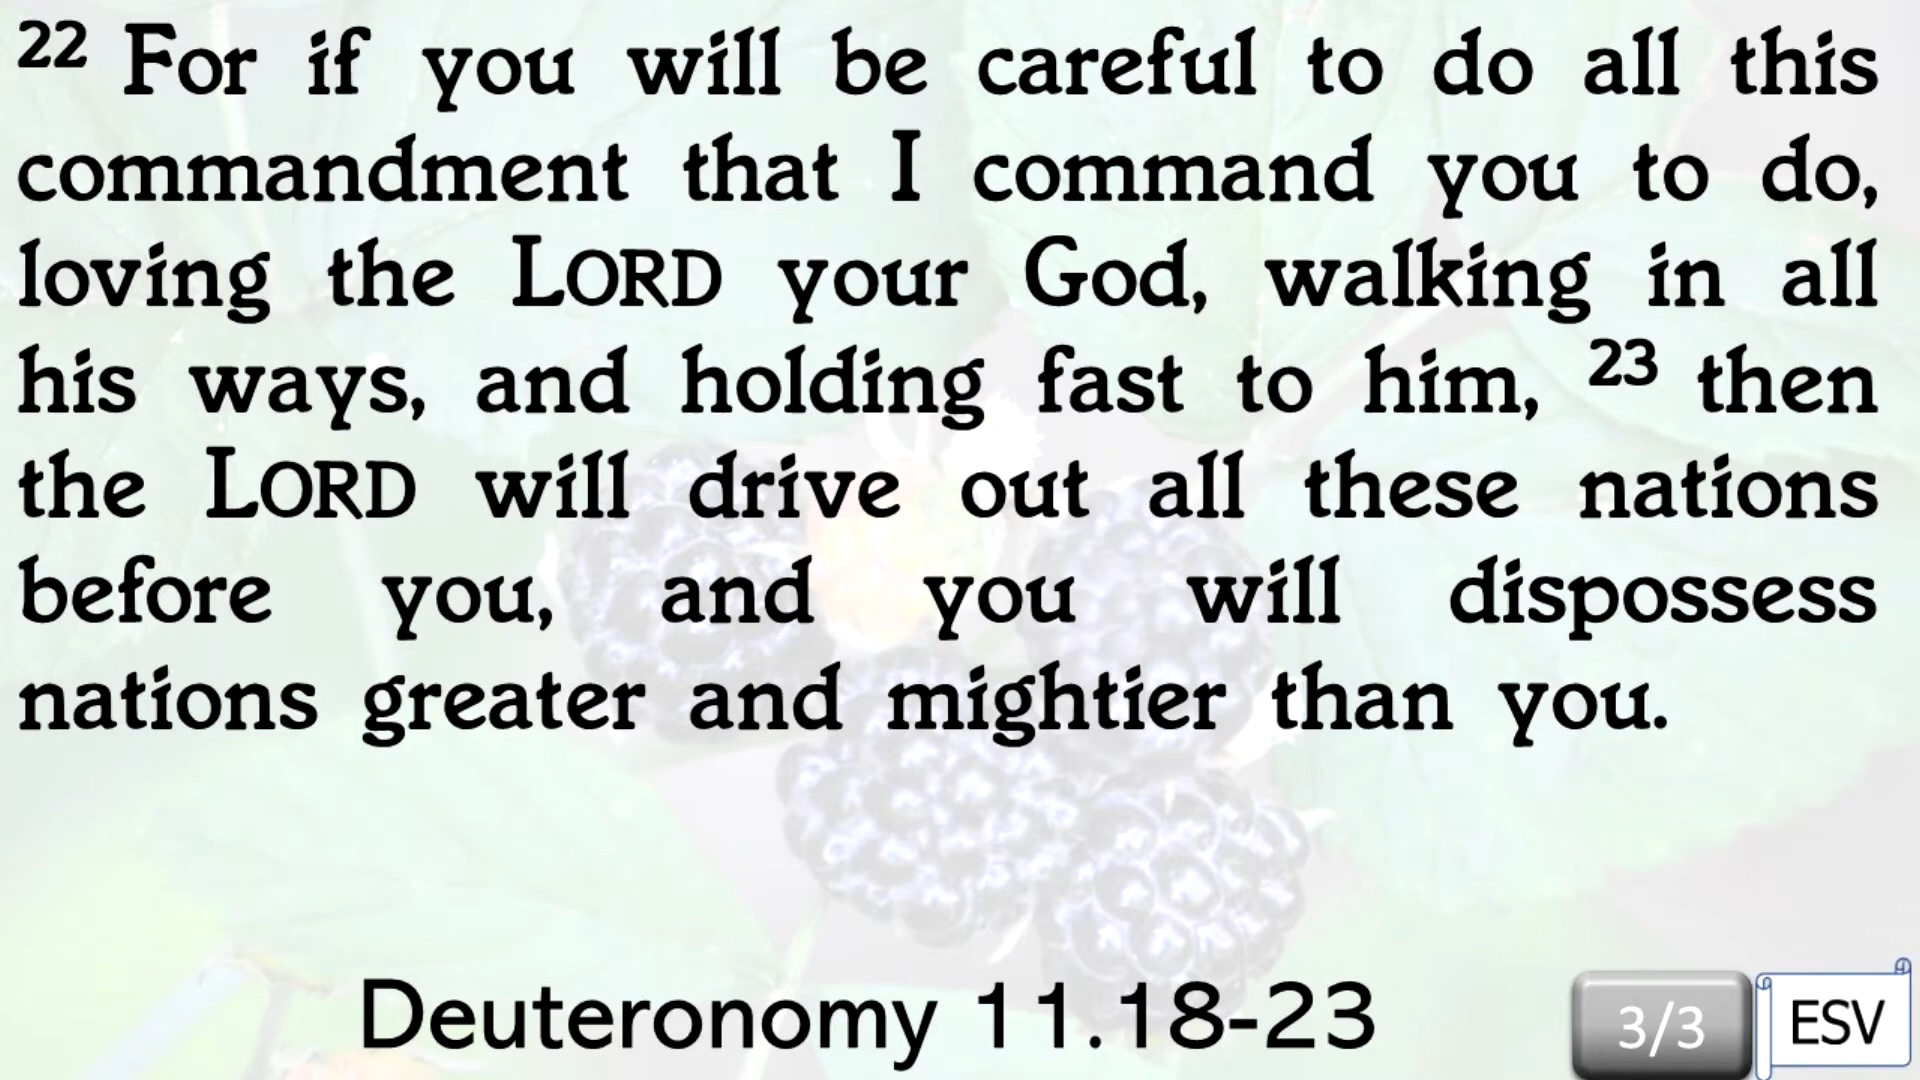 22 For if you will be careful to do all this
commandment that I command you to do,
loving the LORD your God, walking in all
his ways, and holding fast to him, 23 then
the LORD will drive out all these nations
before you, and you will dispossess
nations greater and mightier than you.
Deuteronomy 11.18-23
3/3
ESV